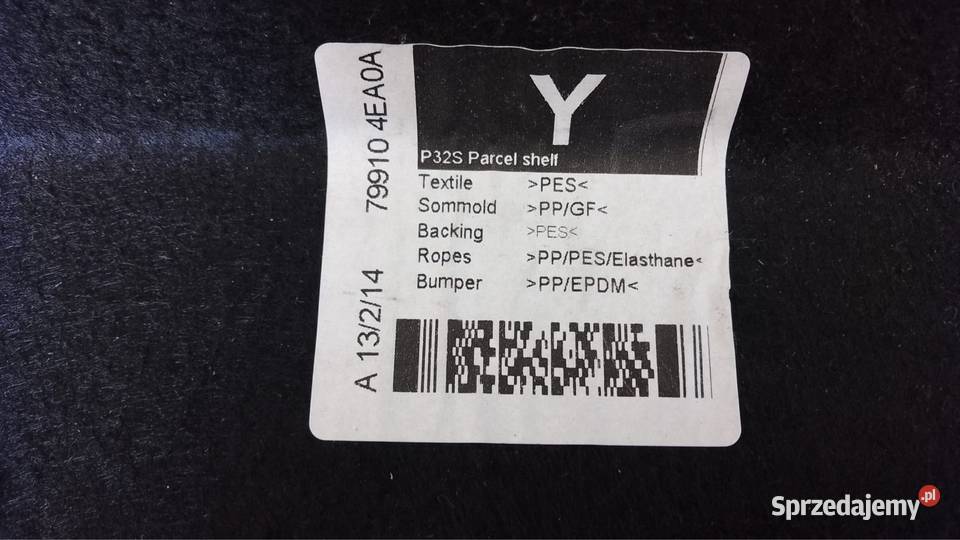 79910 4EA0A
A 13/2/14
Y
P32S Parcel shelf
Textile >PES<
Sommold >PP/GF<
Backing >PES<
Ropes >PP/PES/Elasthane<
Bumper >PP/EPDM<
Sprzedajemy.pl